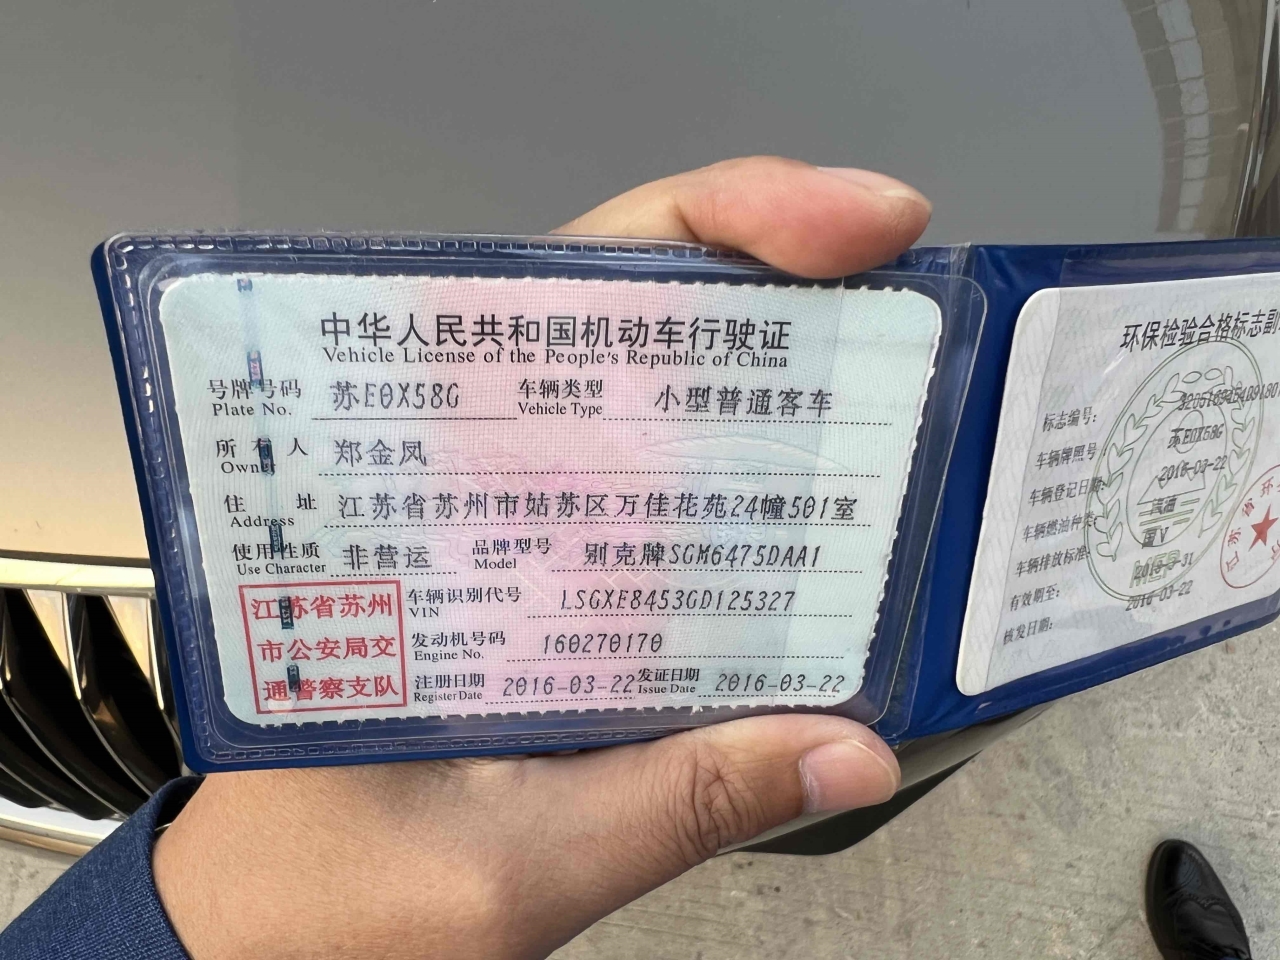 中华人民共和国机动车行驶证
Vehicle License of the People's Republic of China
号牌号码 苏E0X58G 车辆类型 小型普通客车
Plate No. Vehicle Type
所有人 郑金凤
Owner
住址 江苏省苏州市姑苏区万佳花苑24幢501室
Address
使用性质 非营运 品牌型号 别克牌SGM6475DAA1
Use Character Model
江苏省苏州
市公安局交
通警察支队
车辆识别代号 LSGXE8453GD125327
VIN
发动机号码 160270170
Engine No.
注册日期 2016-03-22 发证日期 2016-03-22
Register Date Issue Date
环保检验合格标志副
标志编号:
车辆牌照号 苏E0X58G
车辆登记日期: 2016-03-22
车辆燃油种类 汽油
车辆排放标准 国V
有效期至:
核发日期: 2016-03-22
江苏省环